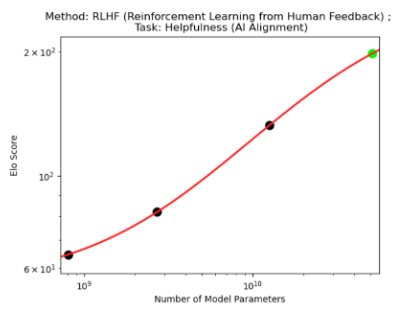 Method: RLHF (Reinforcement Learning from Human Feedback) ;
Task: Helpfulness (AI Alignment)
2 × 10²
10²
6 × 10¹
Elo Score
10⁹
10¹⁰
Number of Model Parameters